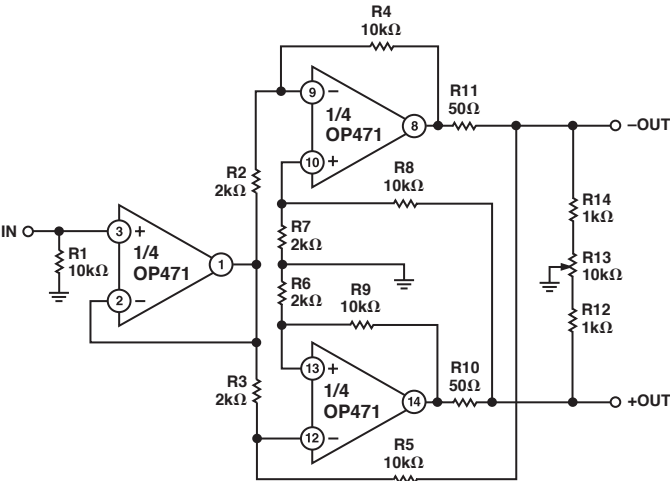 R4
10kΩ
9
–
1/4
OP471
8
10
+
R11
50Ω
–OUT
R2
2kΩ
R8
10kΩ
R7
2kΩ
R14
1kΩ
IN
3
+
1/4
OP471
1
2
–
R1
10kΩ
R6
2kΩ
R9
10kΩ
R13
10kΩ
R12
1kΩ
R3
2kΩ
13
+
1/4
OP471
14
12
–
R10
50Ω
+OUT
R5
10kΩ